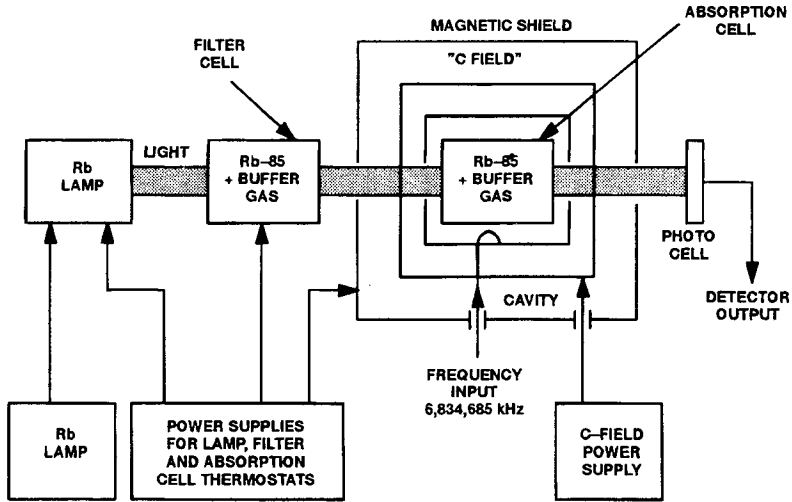 MAGNETIC SHIELD
ABSORPTION
CELL
"C FIELD"
FILTER
CELL
Rb
LAMP
LIGHT
Rb–85
+ BUFFER
GAS
Rb–85
+ BUFFER
GAS
PHOTO
CELL
DETECTOR
OUTPUT
CAVITY
FREQUENCY
INPUT
6,834,685 kHz
Rb
LAMP
POWER SUPPLIES
FOR LAMP, FILTER
AND ABSORPTION
CELL THERMOSTATS
C–FIELD
POWER
SUPPLY